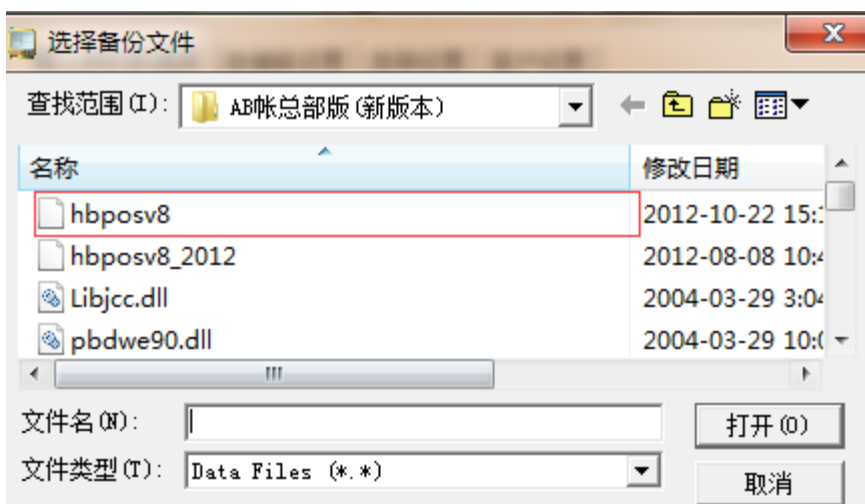 选择备份文件
查找范围(I): AB帐总部版(新版本)
名称 修改日期
hbposv8 2012-10-22 15:1
hbposv8_2012 2012-08-08 10:4
Libjcc.dll 2004-03-29 3:04
pbdwe90.dll 2004-03-29 10:0
文件名(N): 打开(O)
文件类型(T): Data Files (*.*) 取消